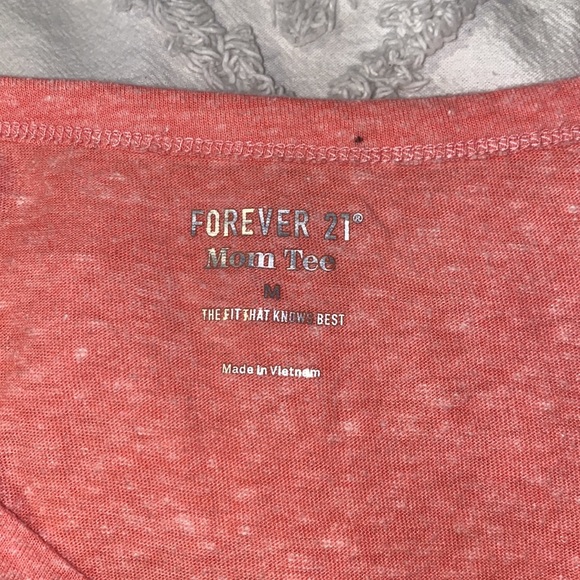 FOREVER 21®
Mom Tee
M
THE FIT THAT KNOWS BEST
Made in Vietnam